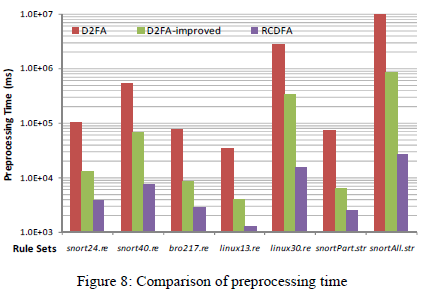 1.0E+07
D2FA D2FA-improved RCDFA
1.0E+06
1.0E+05
1.0E+04
1.0E+03
Preprocessing Time (ms)
Rule Sets snort24.re snort40.re bro217.re linux13.re linux30.re snortPart.str snortAll.str
Figure 8: Comparison of preprocessing time